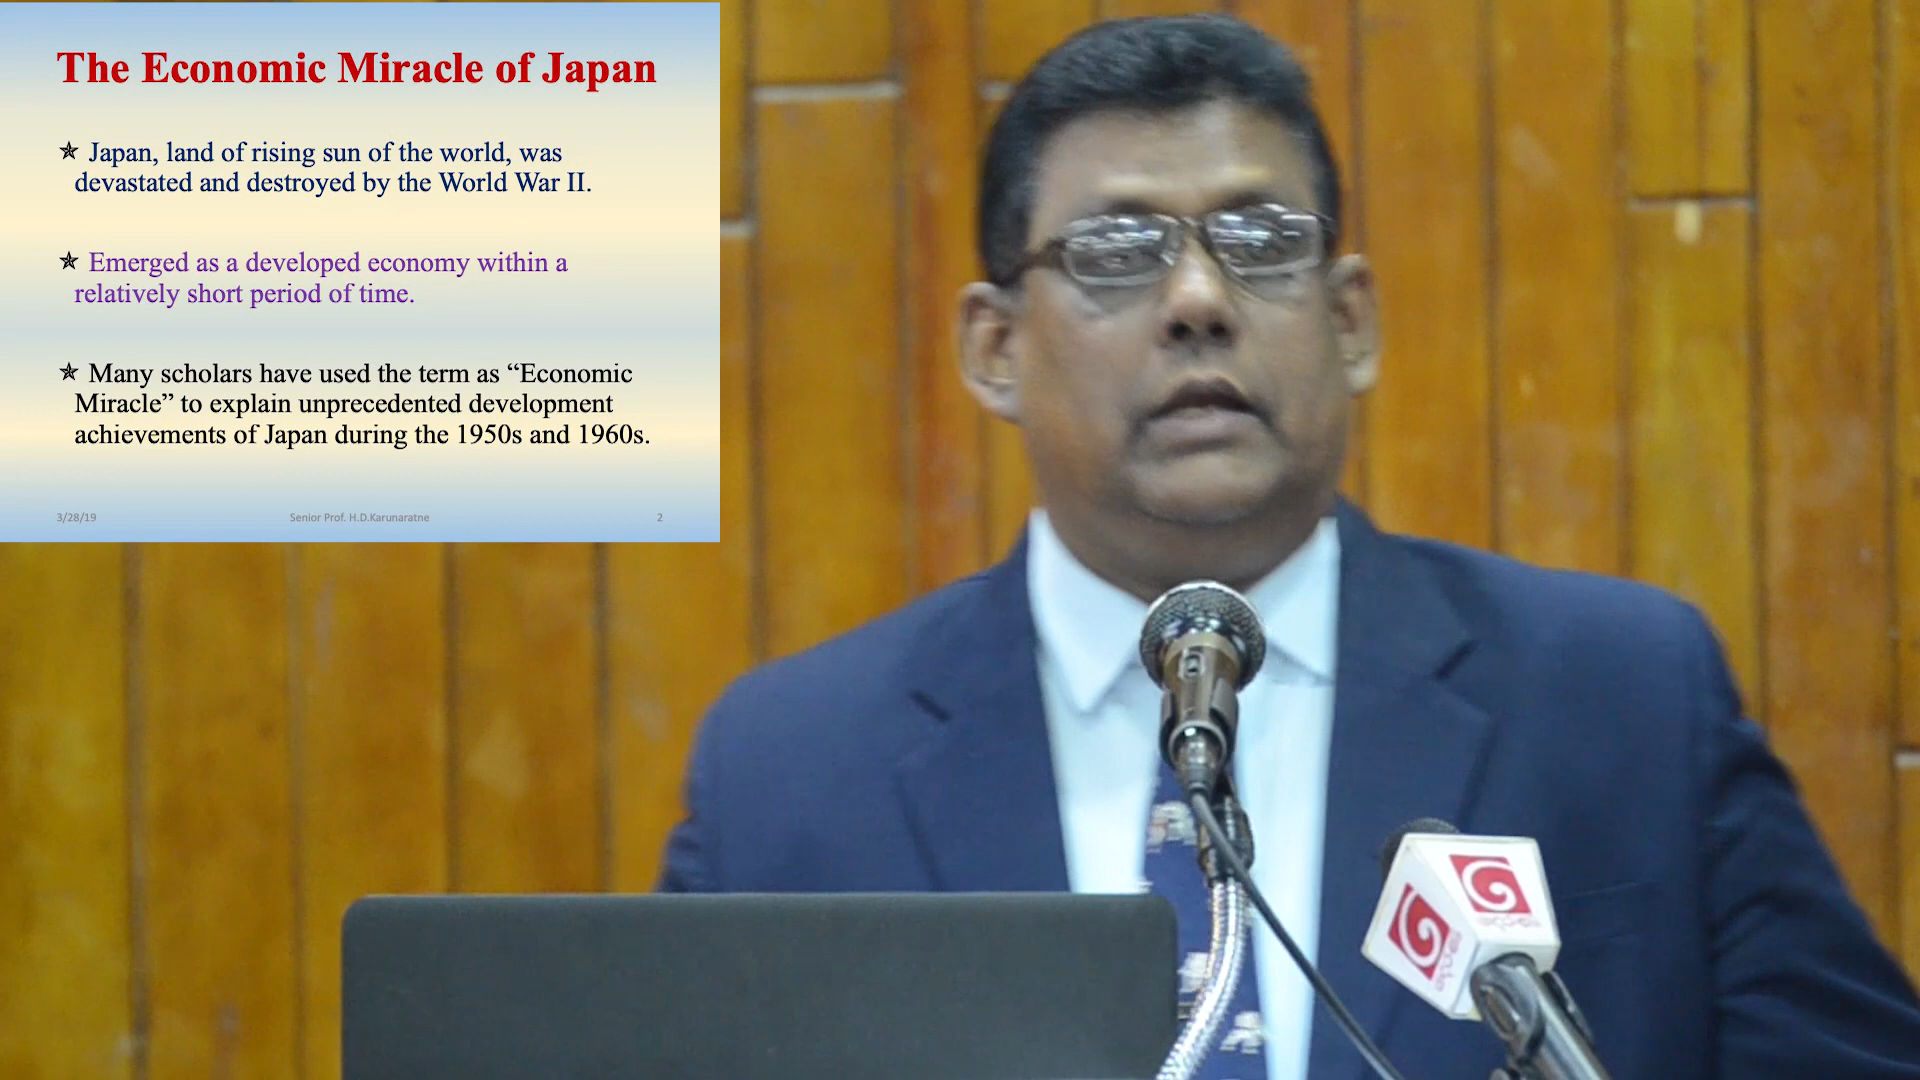 The Economic Miracle of Japan
✯ Japan, land of rising sun of the world, was
devastated and destroyed by the World War II.
✯ Emerged as a developed economy within a
relatively short period of time.
✯ Many scholars have used the term as “Economic
Miracle” to explain unprecedented development
achievements of Japan during the 1950s and 1960s.
3/28/19 Senior Prof. H.D.Karunaratne 2